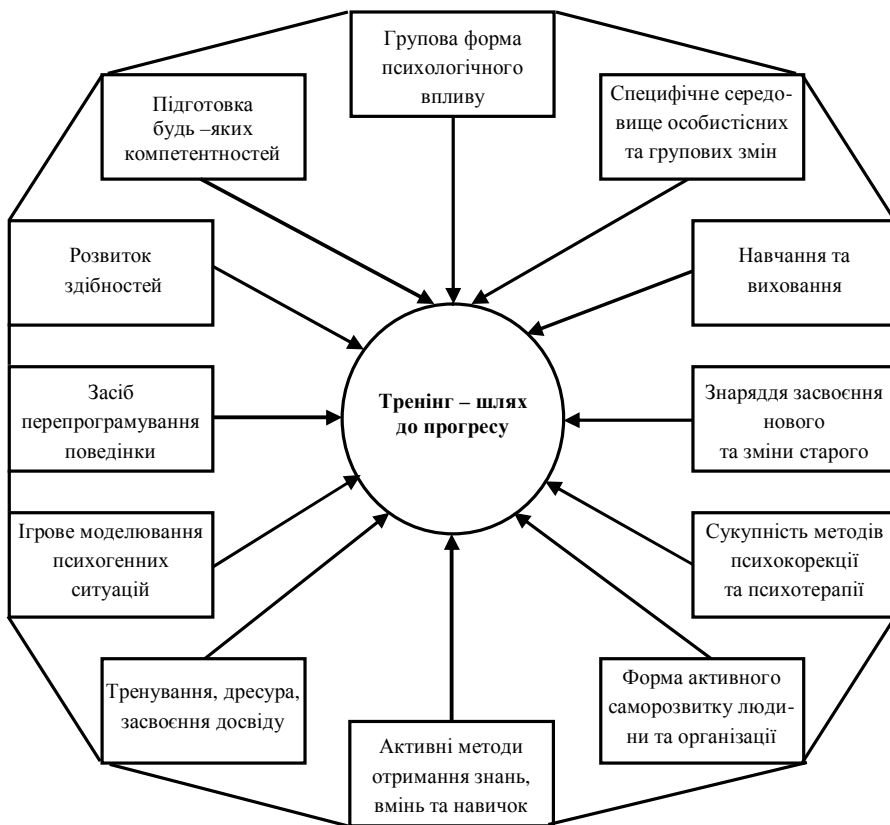 Групова форма
психологічного
впливу
Підготовка
будь –яких
компетентностей
Специфічне середо-
вище особистісних
та групових змін
Розвиток
здібностей
Навчання та
виховання
Засіб
перепрограмування
поведінки
Тренінг – шлях
до прогресу
Знаряддя засвоєння
нового
та зміни старого
Ігрове моделювання
психогенних
ситуацій
Сукупність методів
психокорекції
та психотерапії
Тренування, дресура,
засвоєння досвіду
Форма активного
саморозвитку люди-
ни та організації
Активні методи
отримання знань,
вмінь та навичок